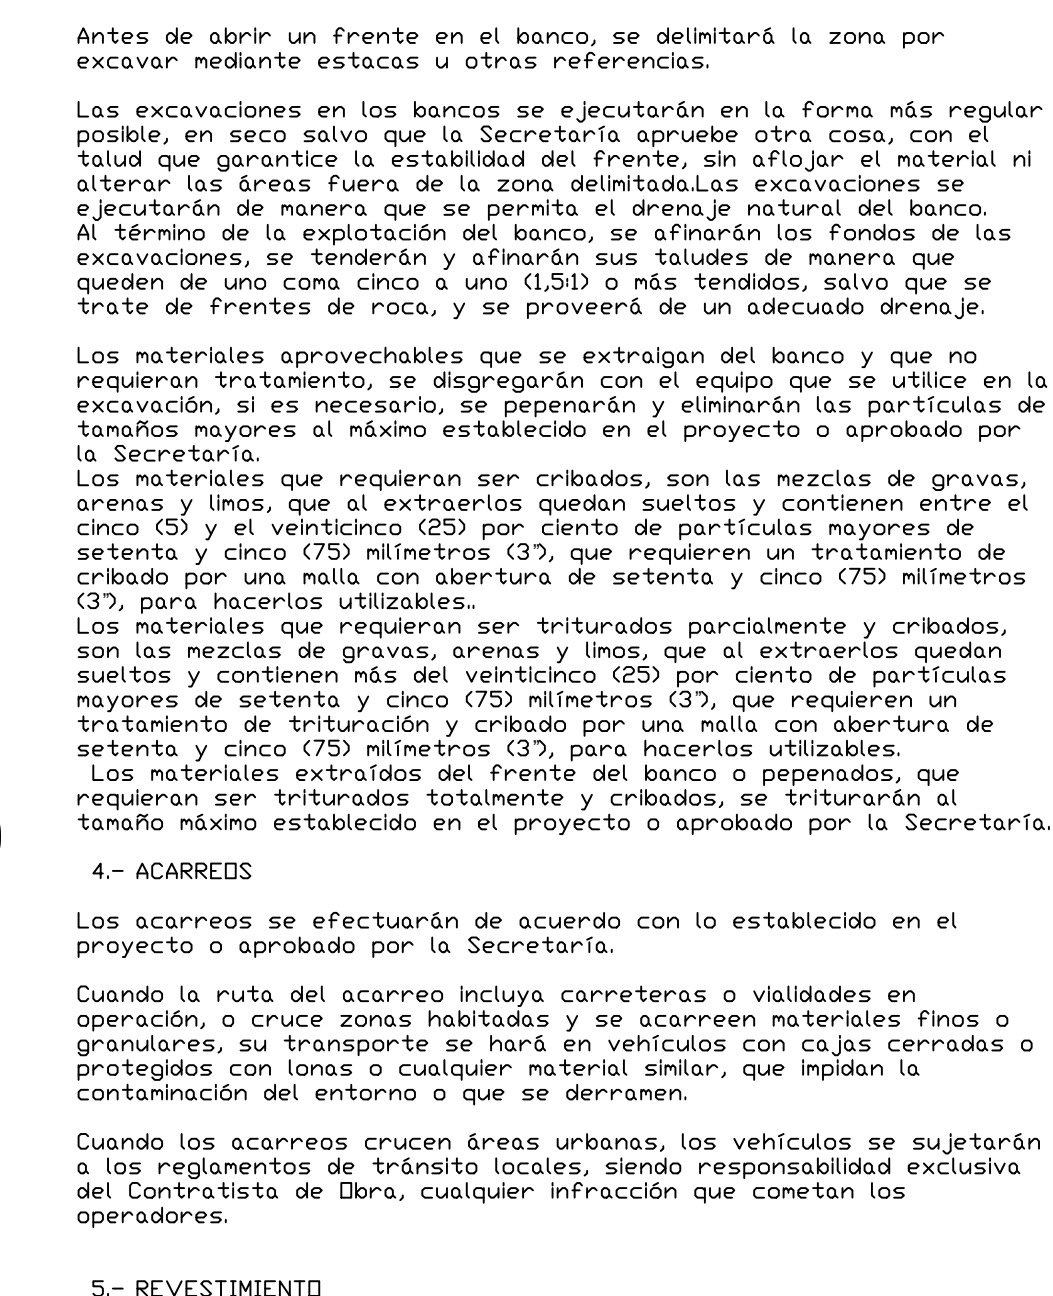 Antes de abrir un frente en el banco, se delimitará la zona por
excavar mediante estacas u otras referencias.
Las excavaciones en los bancos se ejecutarán en la forma más regular
posible, en seco salvo que la Secretaría apruebe otra cosa, con el
talud que garantice la estabilidad del frente, sin aflojar el material ni
alterar las áreas fuera de la zona delimitada.Las excavaciones se
ejecutarán de manera que se permita el drenaje natural del banco.
Al término de la explotación del banco, se afinarán los fondos de las
excavaciones, se tenderán y afinarán sus taludes de manera que
queden de uno coma cinco a uno (1,5:1) o más tendidos, salvo que se
trate de frentes de roca, y se proveerá de un adecuado drenaje.
Los materiales aprovechables que se extraigan del banco y que no
requieran tratamiento, se disgregarán con el equipo que se utilice en la
excavación, si es necesario, se pepenarán y eliminarán las partículas de
tamaños mayores al máximo establecido en el proyecto o aprobado por
la Secretaría.
Los materiales que requieran ser cribados, son las mezclas de gravas,
arenas y limos, que al extraerlos quedan sueltos y contienen entre el
cinco (5) y el veinticinco (25) por ciento de partículas mayores de
setenta y cinco (75) milímetros (3”), que requieren un tratamiento de
cribado por una malla con abertura de setenta y cinco (75) milímetros
(3”), para hacerlos utilizables..
Los materiales que requieran ser triturados parcialmente y cribados,
son las mezclas de gravas, arenas y limos, que al extraerlos quedan
sueltos y contienen más del veinticinco (25) por ciento de partículas
mayores de setenta y cinco (75) milímetros (3”), que requieren un
tratamiento de trituración y cribado por una malla con abertura de
setenta y cinco (75) milímetros (3”), para hacerlos utilizables.
Los materiales extraídos del frente del banco o pepenados, que
requieran ser triturados totalmente y cribados, se triturarán al
tamaño máximo establecido en el proyecto o aprobado por la Secretaría.
4.- ACARREOS
Los acarreos se efectuarán de acuerdo con lo establecido en el
proyecto o aprobado por la Secretaría.
Cuando la ruta del acarreo incluya carreteras o vialidades en
operación, o cruce zonas habitadas y se acarreen materiales finos o
granulares, su transporte se hará en vehículos con cajas cerradas o
protegidos con lonas o cualquier material similar, que impidan la
contaminación del entorno o que se derramen.
Cuando los acarreos crucen áreas urbanas, los vehículos se sujetarán
a los reglamentos de tránsito locales, siendo responsabilidad exclusiva
del Contratista de Obra, cualquier infracción que cometan los
operadores.
5.- REVESTIMIENTO